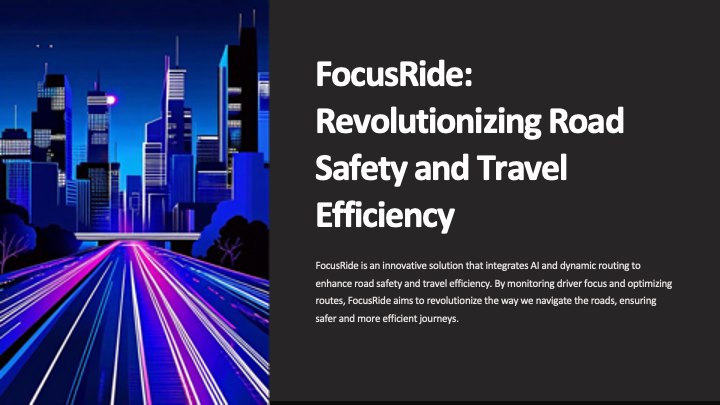 FocusRide:
Revolutionizing Road
Safety and Travel
Efficiency
FocusRide is an innovative solution that integrates AI and dynamic routing to
enhance road safety and travel efficiency. By monitoring driver focus and optimizing
routes, FocusRide aims to revolutionize the way we navigate the roads, ensuring
safer and more efficient journeys.